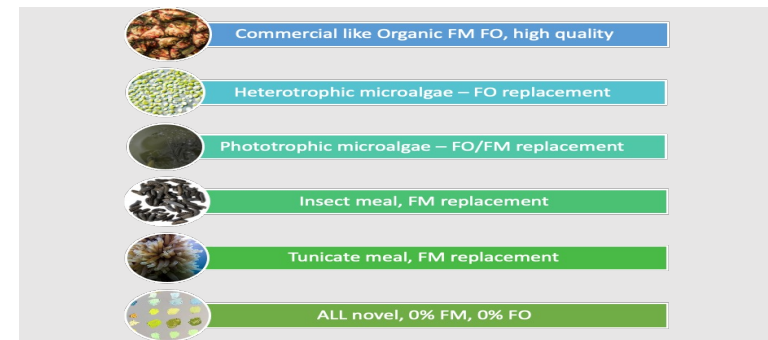 Commercial like Organic FM FO, high quality
Heterotrophic microalgae – FO replacement
Phototrophic microalgae – FO/FM replacement
Insect meal, FM replacement
Tunicate meal, FM replacement
ALL novel, 0% FM, 0% FO